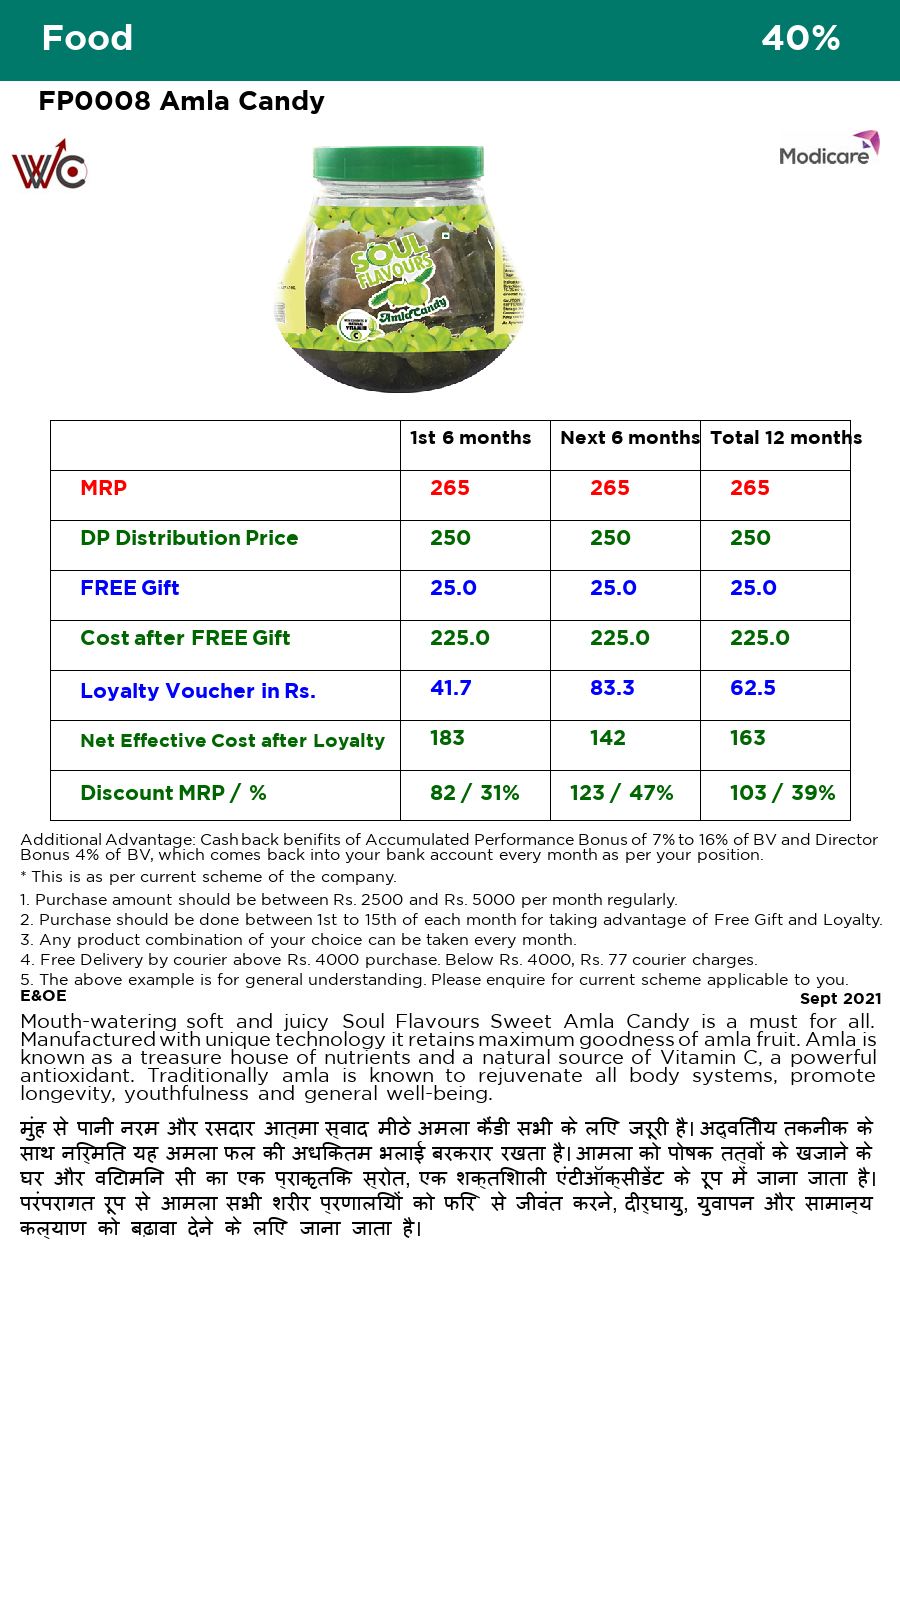 Food 40%
FP0008 Amla Candy
WC
Modicare
SOUL
FLAVOURS
Amla Candy
1st 6 months Next 6 months Total 12 months
MRP 265 265 265
DP Distribution Price 250 250 250
FREE Gift 25.0 25.0 25.0
Cost after FREE Gift 225.0 225.0 225.0
Loyalty Voucher in Rs. 41.7 83.3 62.5
Net Effective Cost after Loyalty 183 142 163
Discount MRP / % 82 / 31% 123 / 47% 103 / 39%
Additional Advantage: Cash back benifits of Accumulated Performance Bonus of 7% to 16% of BV and Director
Bonus 4% of BV, which comes back into your bank account every month as per your position.
* This is as per current scheme of the company.
1. Purchase amount should be between Rs. 2500 and Rs. 5000 per month regularly.
2. Purchase should be done between 1st to 15th of each month for taking advantage of Free Gift and Loyalty.
3. Any product combination of your choice can be taken every month.
4. Free Delivery by courier above Rs. 4000 purchase. Below Rs. 4000, Rs. 77 courier charges.
5. The above example is for general understanding. Please enquire for current scheme applicable to you.
E&OE Sept 2021
Mouth-watering soft and juicy Soul Flavours Sweet Amla Candy is a must for all.
Manufactured with unique technology it retains maximum goodness of amla fruit. Amla is
known as a treasure house of nutrients and a natural source of Vitamin C, a powerful
antioxidant. Traditionally amla is known to rejuvenate all body systems, promote
longevity, youthfulness and general well-being.
मुंह से पानी नरम और रसदार आत्मा स्वाद मीठे अमला कैंडी सभी के लिए जरूरी है। अद्वितीय तकनीक के
साथ निर्मित यह अमला फल की अधिकतम भलाई बरकरार रखता है। आमला को पोषक तत्वों के खजाने के
घर और विटामिन सी का एक प्राकृतिक स्रोत, एक शक्तिशाली एंटीऑक्सीडेंट के रूप में जाना जाता है।
परंपरागत रूप से आमला सभी शरीर प्रणालियों को फिर से जीवंत करने, दीर्घायु, युवापन और सामान्य
कल्याण को बढ़ावा देने के लिए जाना जाता है।